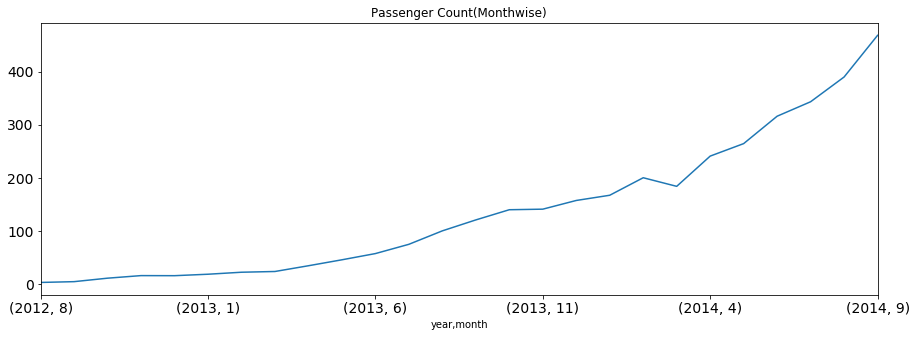 Passenger Count(Monthwise)
400
300
200
100
0
(2012, 8) (2013, 1) (2013, 6) (2013, 11) (2014, 4) (2014, 9)
year,month